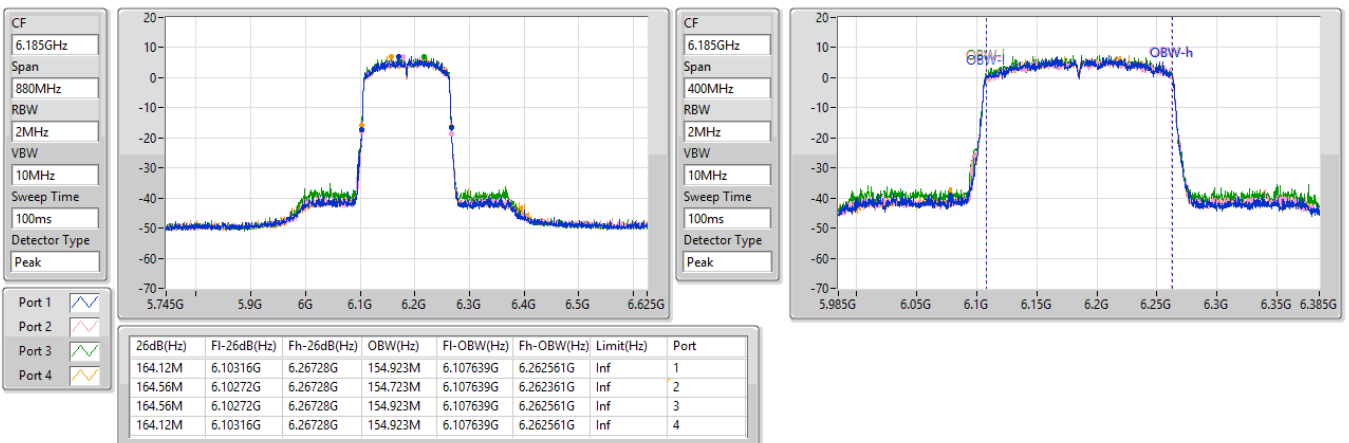 CF
6.185GHz
Span
880MHz
RBW
2MHz
VBW
10MHz
Sweep Time
100ms
Detector Type
Peak
20
10
0
-10
-20
-30
-40
-50
-60
-70
5.745G 5.9G 6G 6.1G 6.2G 6.3G 6.4G 6.5G 6.625G
CF
6.185GHz
Span
400MHz
RBW
2MHz
VBW
10MHz
Sweep Time
100ms
Detector Type
Peak
20
10
0
-10
-20
-30
-40
-50
-60
-70
OBW-l
OBW-h
5.985G 6.05G 6.1G 6.15G 6.2G 6.25G 6.3G 6.35G 6.385G
Port 1
Port 2
Port 3
Port 4
26dB(Hz) Fl-26dB(Hz) Fh-26dB(Hz) OBW(Hz) Fl-OBW(Hz) Fh-OBW(Hz) Limit(Hz) Port
164.12M 6.10316G 6.26728G 154.923M 6.107639G 6.262561G Inf 1
164.56M 6.10272G 6.26728G 154.723M 6.107639G 6.262361G Inf 2
164.56M 6.10272G 6.26728G 154.923M 6.107639G 6.262561G Inf 3
164.12M 6.10316G 6.26728G 154.923M 6.107639G 6.262561G Inf 4